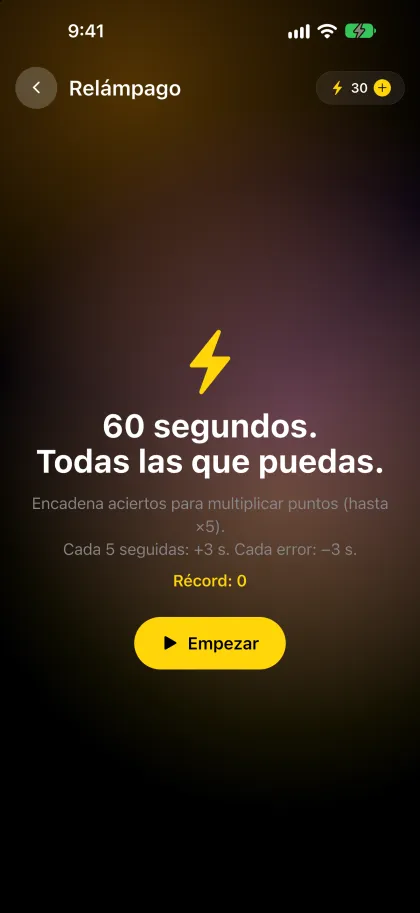 9:41
Relámpago
30
60 segundos.
Todas las que puedas.
Encadena aciertos para multiplicar puntos (hasta
×5).
Cada 5 seguidas: +3 s. Cada error: −3 s.
Récord: 0
Empezar